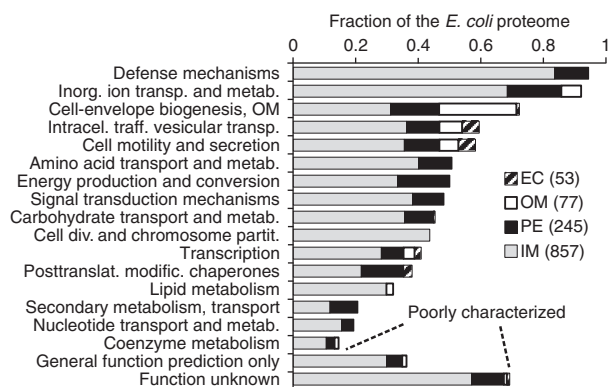 Fraction of the E. coli proteome
0 0.2 0.4 0.6 0.8 1
Defense mechanisms
Inorg. ion transp. and metab.
Cell-envelope biogenesis, OM
Intracel. traff. vesicular transp.
Cell motility and secretion
Amino acid transport and metab.
Energy production and conversion
Signal transduction mechanisms
Carbohydrate transport and metab.
Cell div. and chromosome partit.
Transcription
Posttranslat. modific. chaperones
Lipid metabolism
Secondary metabolism, transport
Nucleotide transport and metab.
Coenzyme metabolism
General function prediction only
Function unknown
EC (53)
OM (77)
PE (245)
IM (857)
Poorly characterized